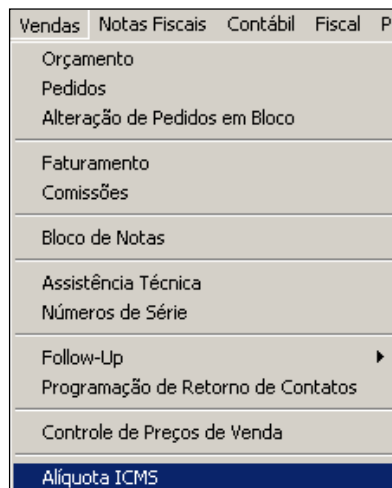 Vendas Notas Fiscais Contábil Fiscal P
Orçamento
Pedidos
Alteração de Pedidos em Bloco
Faturamento
Comissões
Bloco de Notas
Assistência Técnica
Números de Série
Follow-Up
Programação de Retorno de Contatos
Controle de Preços de Venda
Alíquota ICMS